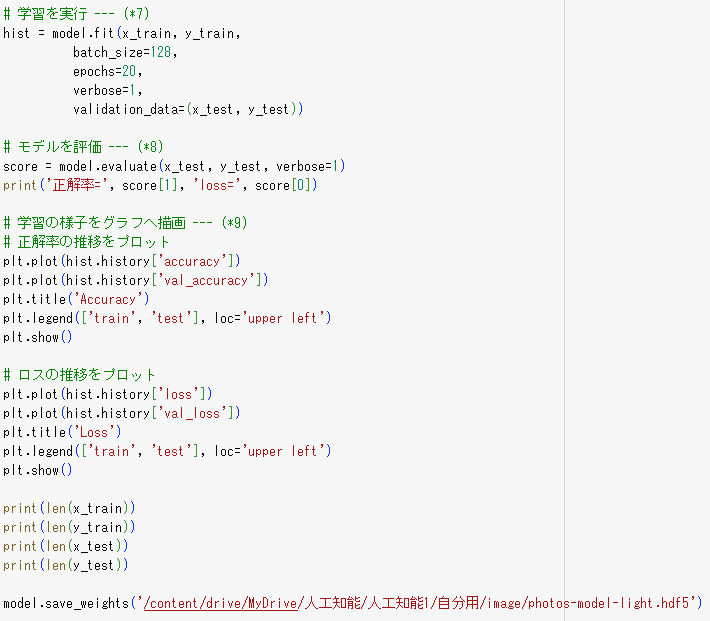 # 学習を実行 --- (*7)
hist = model.fit(x_train, y_train,
          batch_size=128,
          epochs=20,
          verbose=1,
          validation_data=(x_test, y_test))

# モデルを評価 --- (*8)
score = model.evaluate(x_test, y_test, verbose=1)
print('正解率=', score[1], 'loss=', score[0])

# 学習の様子をグラフへ描画 --- (*9)
# 正解率の推移をプロット
plt.plot(hist.history['accuracy'])
plt.plot(hist.history['val_accuracy'])
plt.title('Accuracy')
plt.legend(['train', 'test'], loc='upper left')
plt.show()

# ロスの推移をプロット
plt.plot(hist.history['loss'])
plt.plot(hist.history['val_loss'])
plt.title('Loss')
plt.legend(['train', 'test'], loc='upper left')
plt.show()

print(len(x_train))
print(len(y_train))
print(len(x_test))
print(len(y_test))

model.save_weights('/content/drive/MyDrive/人工知能/人工知能1/自分用/image/photos-model-light.hdf5')